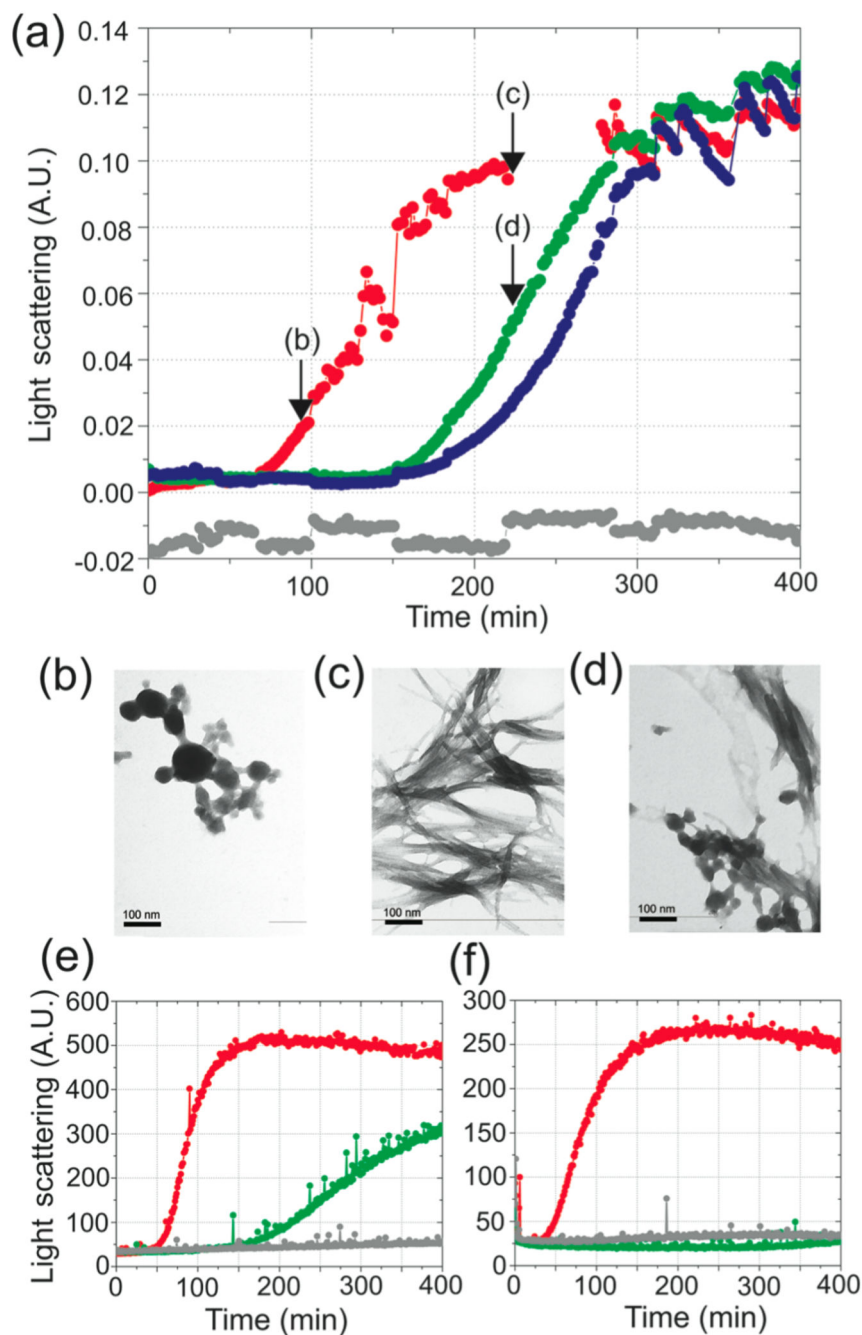 (a)
Light scattering (A.U.)
0.14
0.12
0.10
0.08
0.06
0.04
0.02
0.00
-0.02
(b)
(c)
(d)
0 100 200 300 400
Time (min)
(b) (c) (d)
100 nm 100 nm 100 nm
(e)
Light scattering (A.U.)
600
500
400
300
200
100
0
0 100 200 300 400
Time (min)
(f)
300
250
200
150
100
50
0
0 100 200 300 400
Time (min)